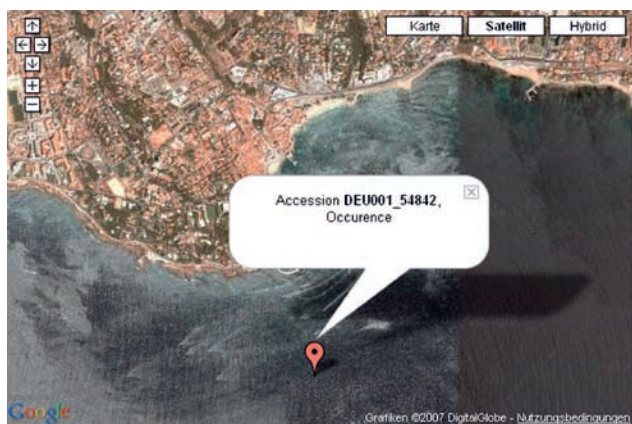 Karte
Satellit
Hybrid
Accession DEU001_54842,
Occurence
Google
Grafiken ©2007 DigitalGlobe - Nutzungsbedingungen